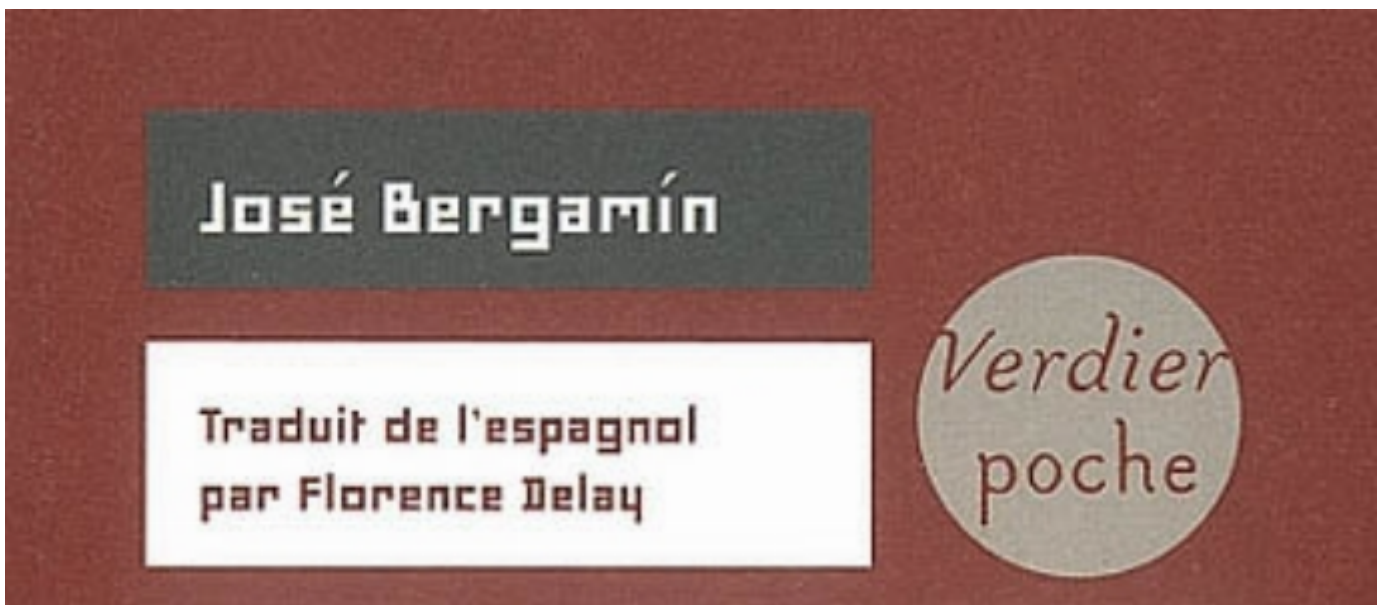 José Bergamín
Traduit de l'espagnol
par Florence Delay
Verdier
poche